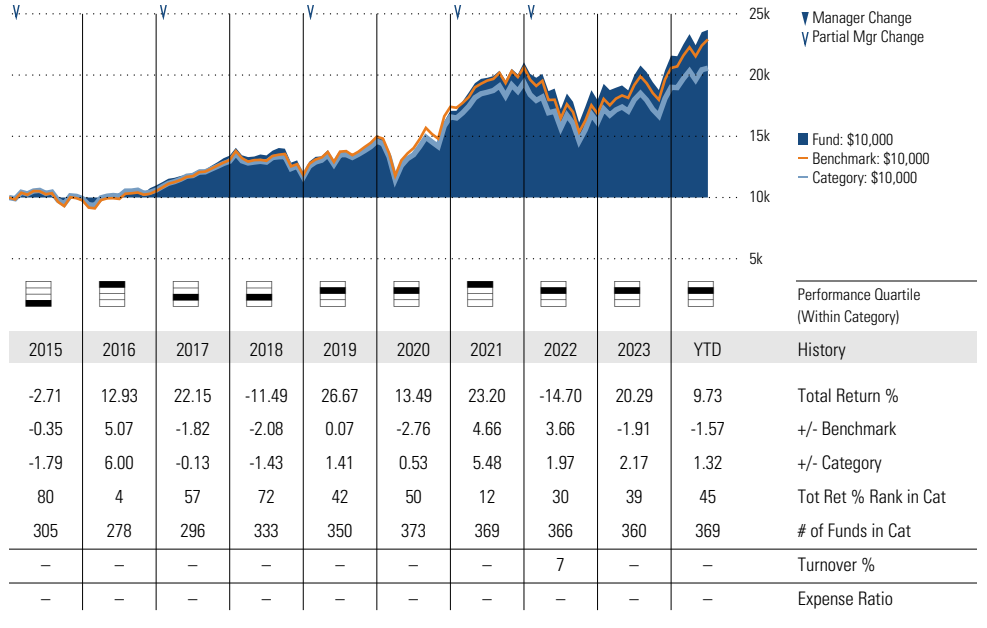 25k
20k
15k
10k
5k
Manager Change
Partial Mgr Change
Fund: $10,000
Benchmark: $10,000
Category: $10,000
Performance Quartile
(Within Category)
2015 2016 2017 2018 2019 2020 2021 2022 2023 YTD History
-2.71 12.93 22.15 -11.49 26.67 13.49 23.20 -14.70 20.29 9.73 Total Return %
-0.35 5.07 -1.82 -2.08 0.07 -2.76 4.66 3.66 -1.91 -1.57 +/- Benchmark
-1.79 6.00 -0.13 -1.43 1.41 0.53 5.48 1.97 2.17 1.32 +/- Category
80 4 57 72 42 50 12 30 39 45 Tot Ret % Rank in Cat
305 278 296 333 350 373 369 366 360 369 # of Funds in Cat
– – – – – – – 7 – – Turnover %
– – – – – – – – – – Expense Ratio